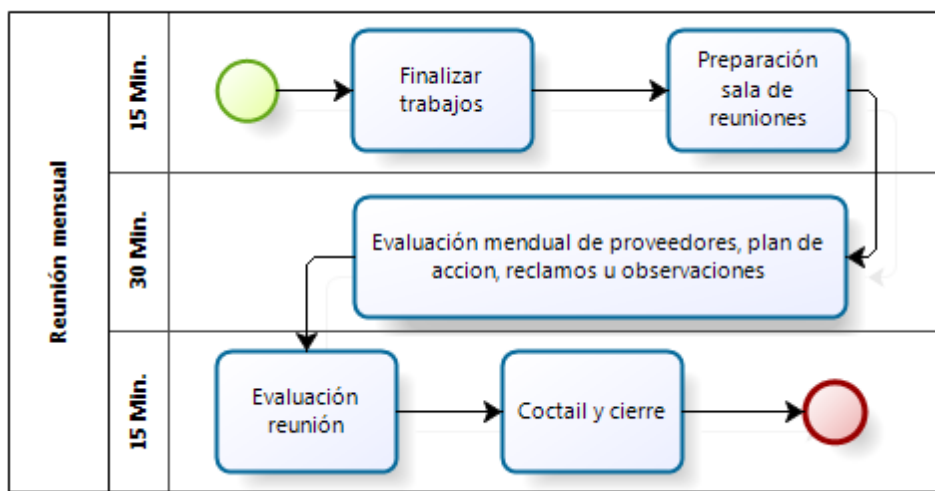 Reunión mensual
15 Min.
Finalizar
trabajos
Preparación
sala de
reuniones
30 Min.
Evaluación mendual de proveedores, plan de
accion, reclamos u observaciones
15 Min.
Evaluación
reunión
Coctail y cierre